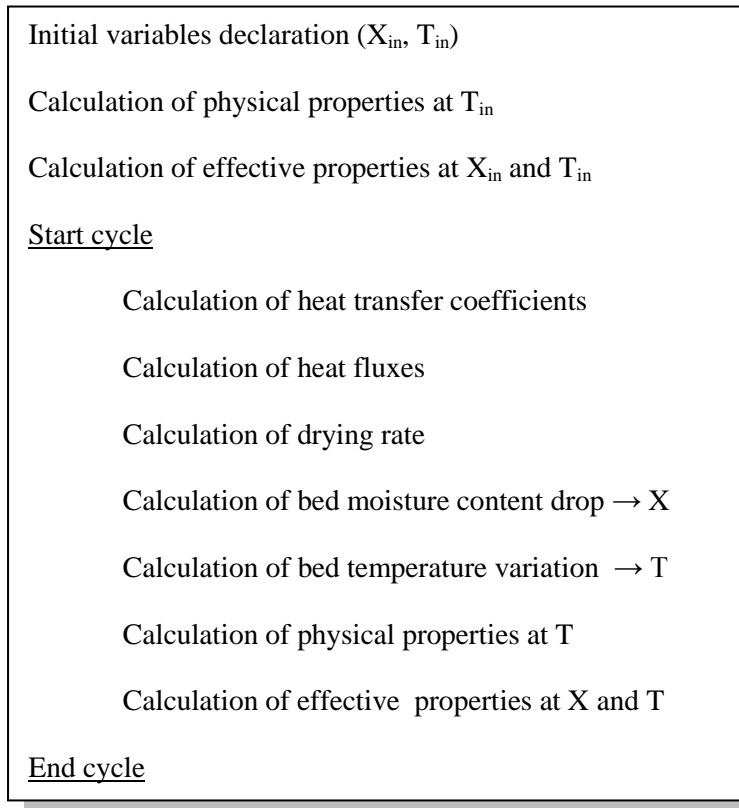 Initial variables declaration (Xin, Tin)
Calculation of physical properties at Tin
Calculation of effective properties at Xin and Tin
Start cycle
Calculation of heat transfer coefficients
Calculation of heat fluxes
Calculation of drying rate
Calculation of bed moisture content drop → X
Calculation of bed temperature variation → T
Calculation of physical properties at T
Calculation of effective properties at X and T
End cycle